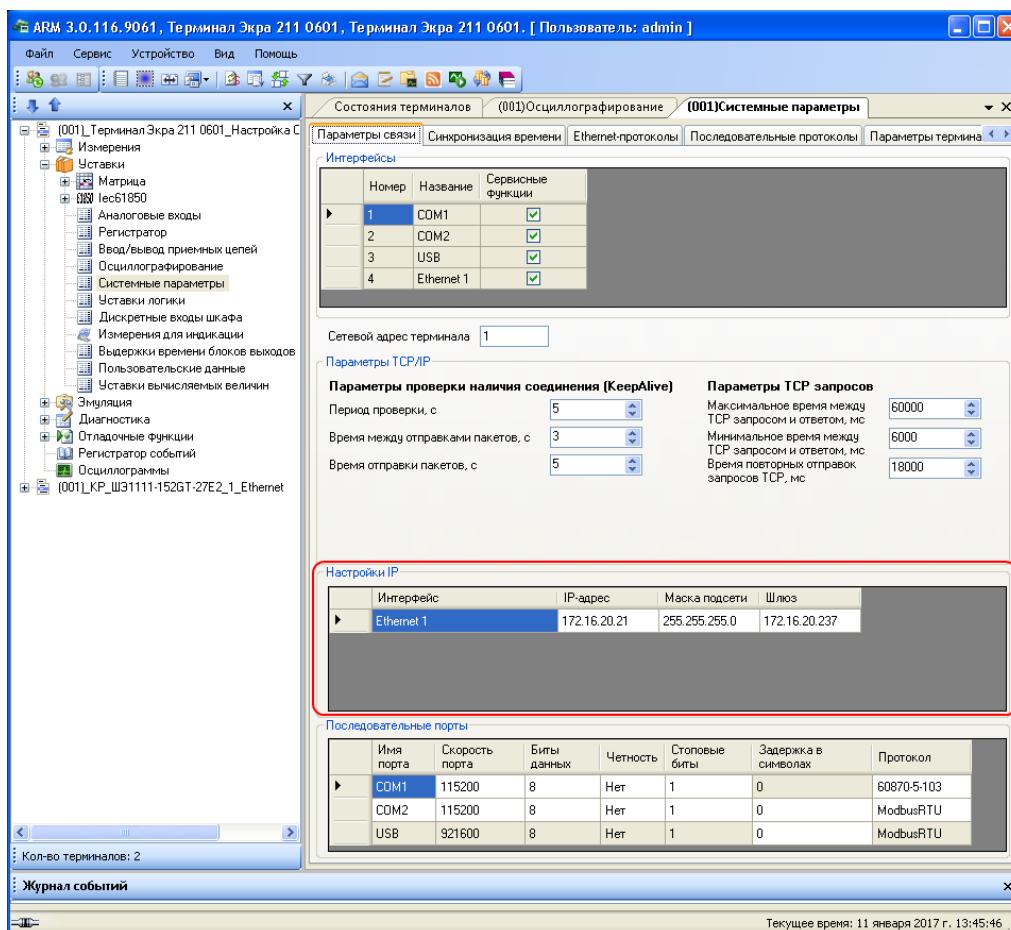 ARM 3.0.116.9061, Терминал Экра 211 0601, Терминал Экра 211 0601. [ Пользователь: admin ]
Файл Сервис Устройство Вид Помощь
Состояния терминалов (001)Осциллографирование (001)Системные параметры
(001)_Терминал Экра 211 0601_Настройка С
Измерения
Уставки
Матрица
Iec61850
Аналоговые входы
Регистратор
Ввод/вывод приемных цепей
Осциллографирование
Системные параметры
Уставки логики
Дискретные входы шкафа
Измерения для индикации
Выдержки времени блоков выходов
Пользовательские данные
Уставки вычисляемых величин
Эмуляция
Диагностика
Отладочные функции
Регистратор событий
Осциллограммы
(001)_КР_ШЭ1111-152GT-27E2_1_Ethernet
Кол-во терминалов: 2
Параметры связи Синхронизация времени Ethernet-протоколы Последовательные протоколы Параметры термина
Интерфейсы
Номер Название Сервисные функции
1 COM1
2 COM2
3 USB
4 Ethernet 1
Сетевой адрес терминала 1
Параметры TCP/IP
Параметры проверки наличия соединения (KeepAlive)
Период проверки, с 5
Время между отправками пакетов, с 3
Время отправки пакетов, с 5
Параметры TCP запросов
Максимальное время между
TCP запросом и ответом, мс 60000
Минимальное время между
TCP запросом и ответом, мс 6000
Время повторных отправок
запросов TCP, мс 18000
Настройки IP
Интерфейс IP-адрес Маска подсети Шлюз
Ethernet 1 172.16.20.21 255.255.255.0 172.16.20.237
Последовательные порты
Имя порта Скорость порта Биты данных Четность Стоповые биты Задержка в символах Протокол
COM1 115200 8 Нет 1 0 60870-5-103
COM2 115200 8 Нет 1 0 ModbusRTU
USB 921600 8 Нет 1 0 ModbusRTU
Журнал событий
Текущее время: 11 января 2017 г. 13:45:46